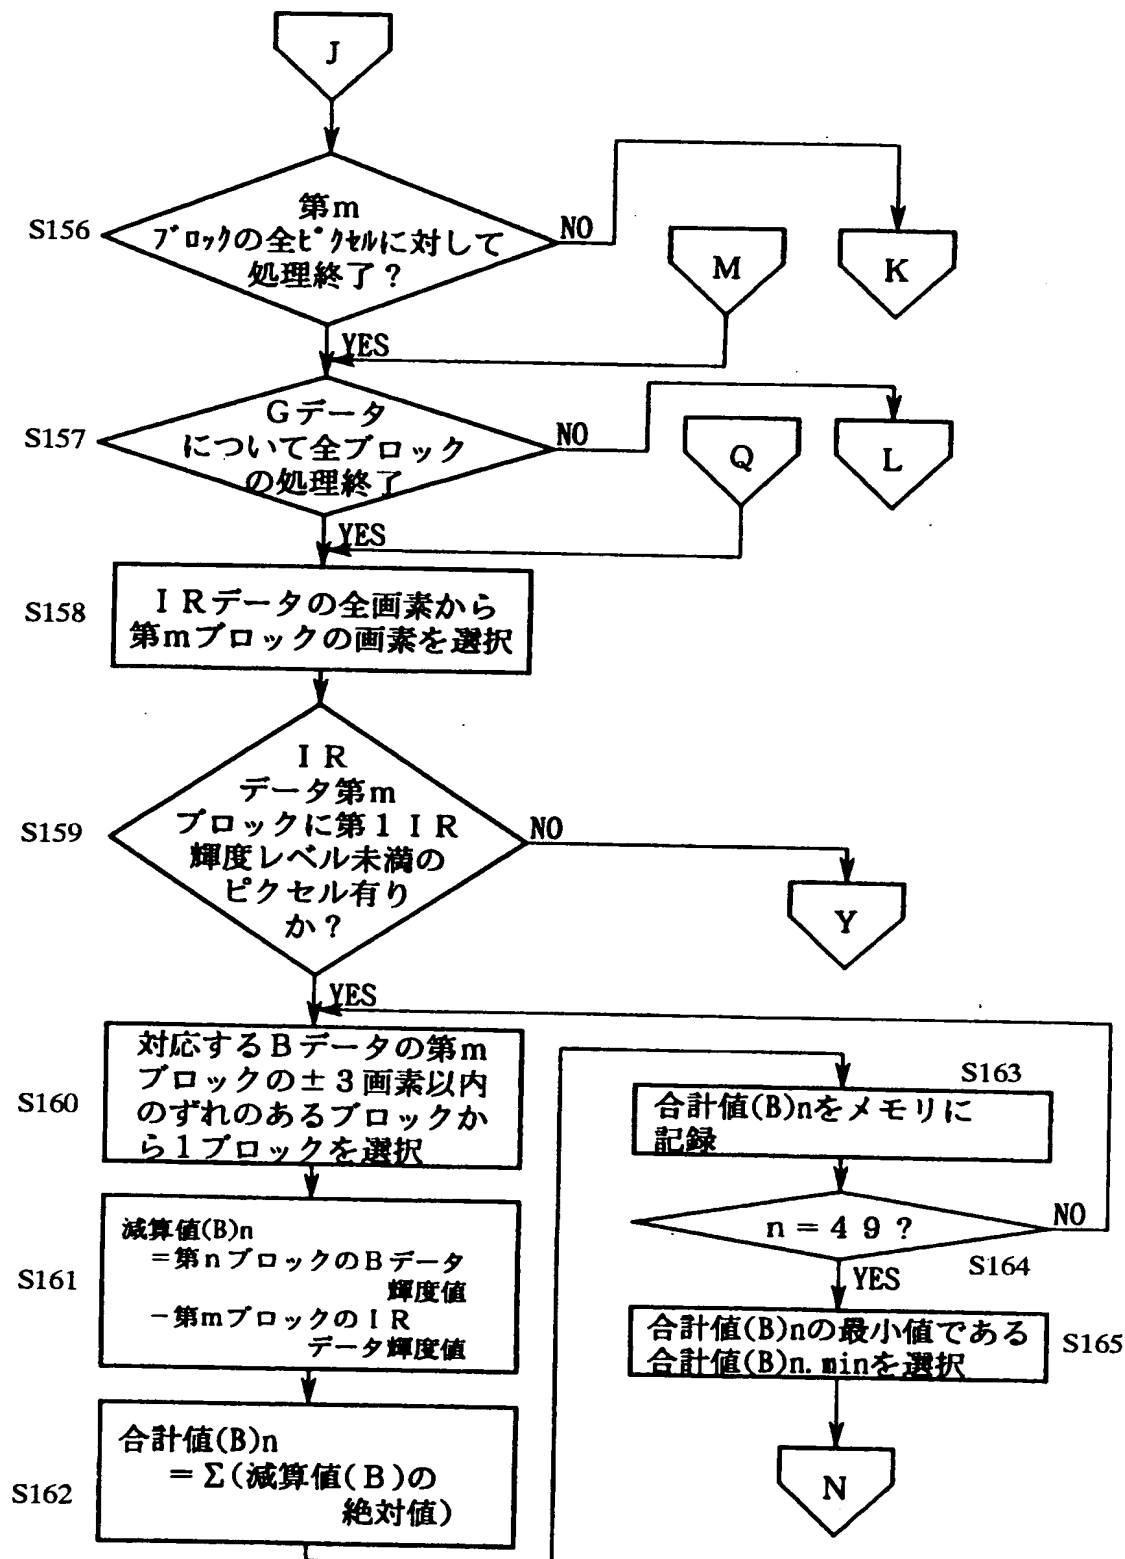 J
S156
第m
ブロックの全ピクセルに対して
処理終了？
NO
YES
M
K
S157
Gデータ
について全ブロック
の処理終了
NO
YES
Q
L
S158
IRデータの全画素から
第mブロックの画素を選択
S159
IR
データ第m
ブロックに第1IR
輝度レベル未満の
ピクセル有り
か？
NO
Y
YES
S160
対応するBデータの第m
ブロックの±3画素以内
のずれのあるブロックか
ら1ブロックを選択
S161
減算値(B)n
=第nブロックのBデータ
輝度値
-第mブロックのIR
データ輝度値
S162
合計値(B)n
=Σ(減算値(B)の
絶対値)
S163
合計値(B)nをメモリに
記録
n=49?
NO
S164
YES
合計値(B)nの最小値である
合計値(B)n.minを選択
S165
N